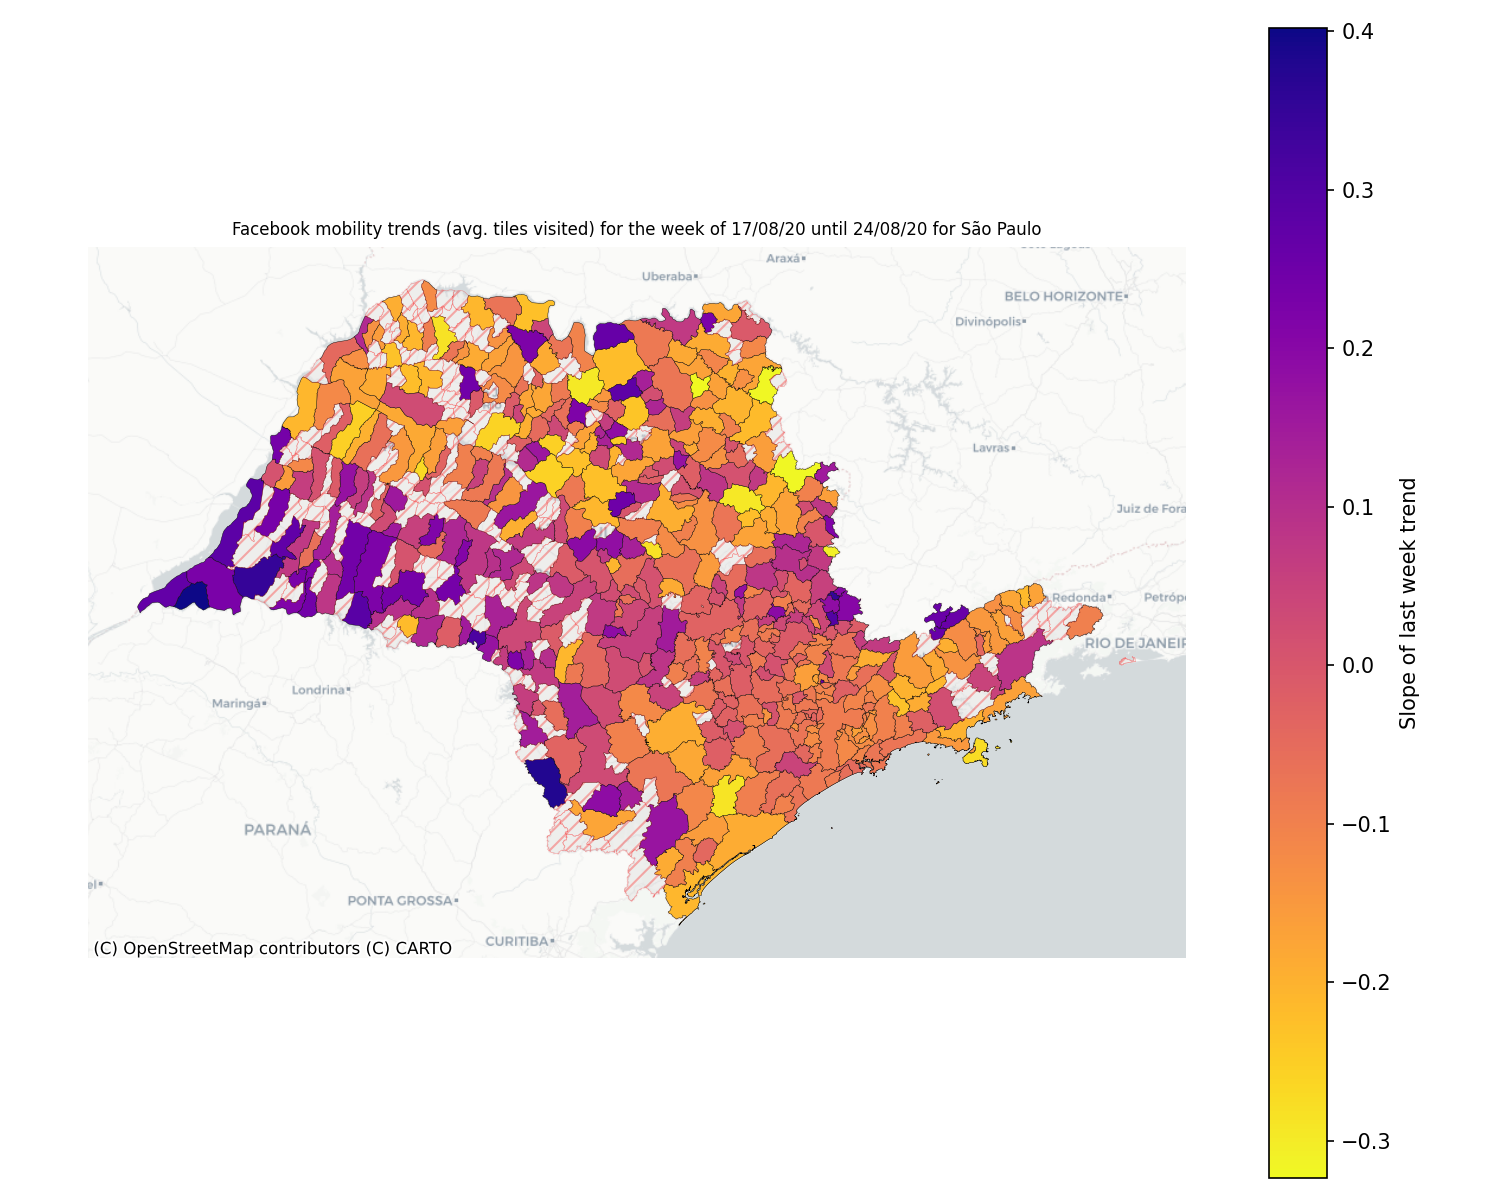 Facebook mobility trends (avg. tiles visited) for the week of 17/08/20 until 24/08/20 for São Paulo
Araxá
Uberaba
BELO HORIZONTE
Divinópolis
Lavras
Juiz de Fora
Redonda
Petróp
RIO DE JANEIR
Londrina
Maringá
PARANÁ
el
PONTA GROSSA
CURITIBA
(C) OpenStreetMap contributors (C) CARTO
0.4
0.3
0.2
0.1
0.0
−0.1
−0.2
−0.3
Slope of last week trend